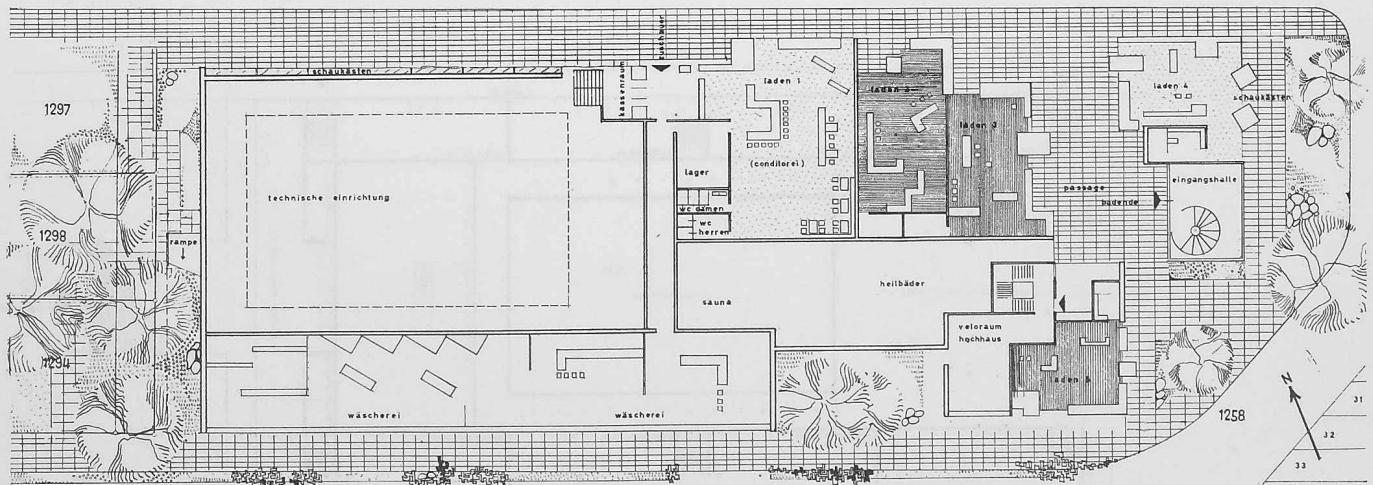 schaukästen
kassenraum
zuschauer
laden 1
laden 2
laden 3
laden 4
schaukästen
1297
(conditorei)
lager
technische einrichtung
wc damen
wc
herren
passage
badende
eingangshalle
1298
rampe
sauna
heilbäder
veloraum
hochhaus
laden 5
1294
wäscherei
wäscherei
1258
N
31
32
33